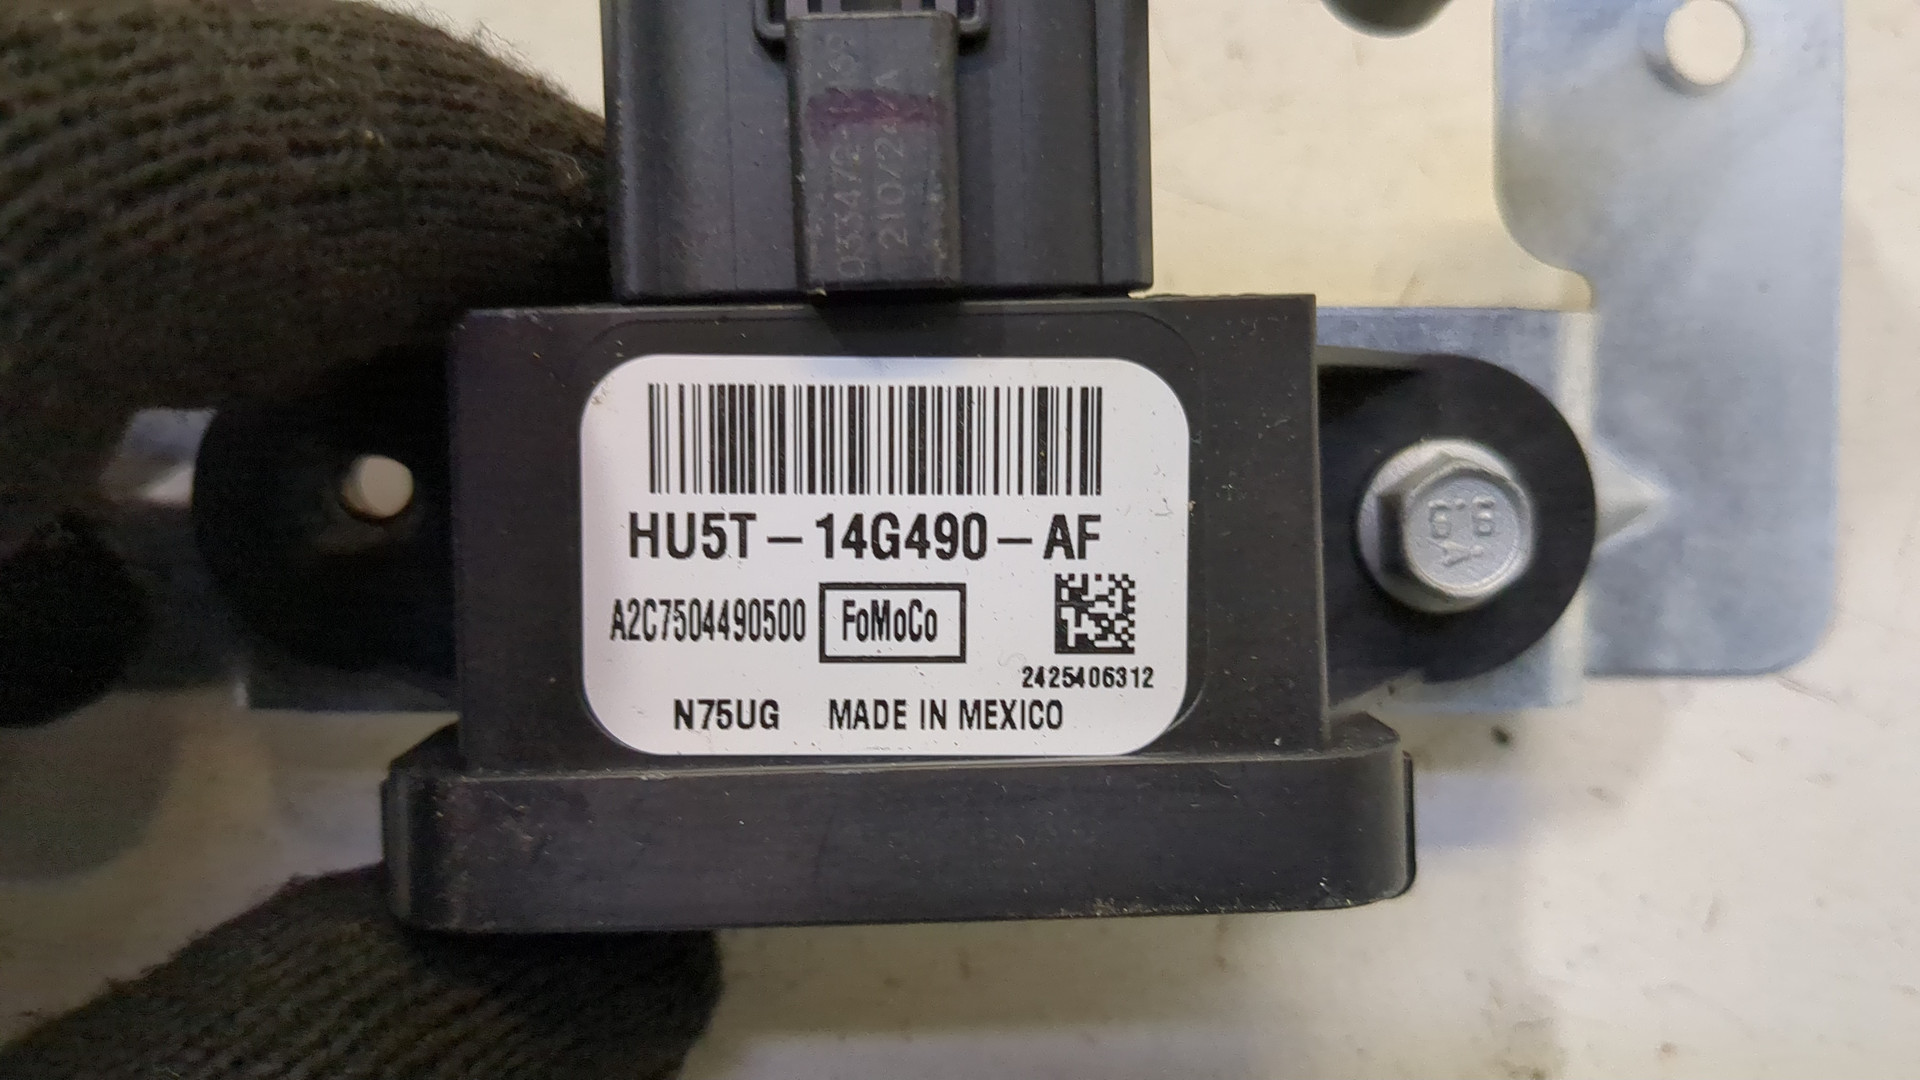 HU5T-14G490-AF
A2C7504490500 FoMoCo
2425406312
N75UG MADE IN MEXICO